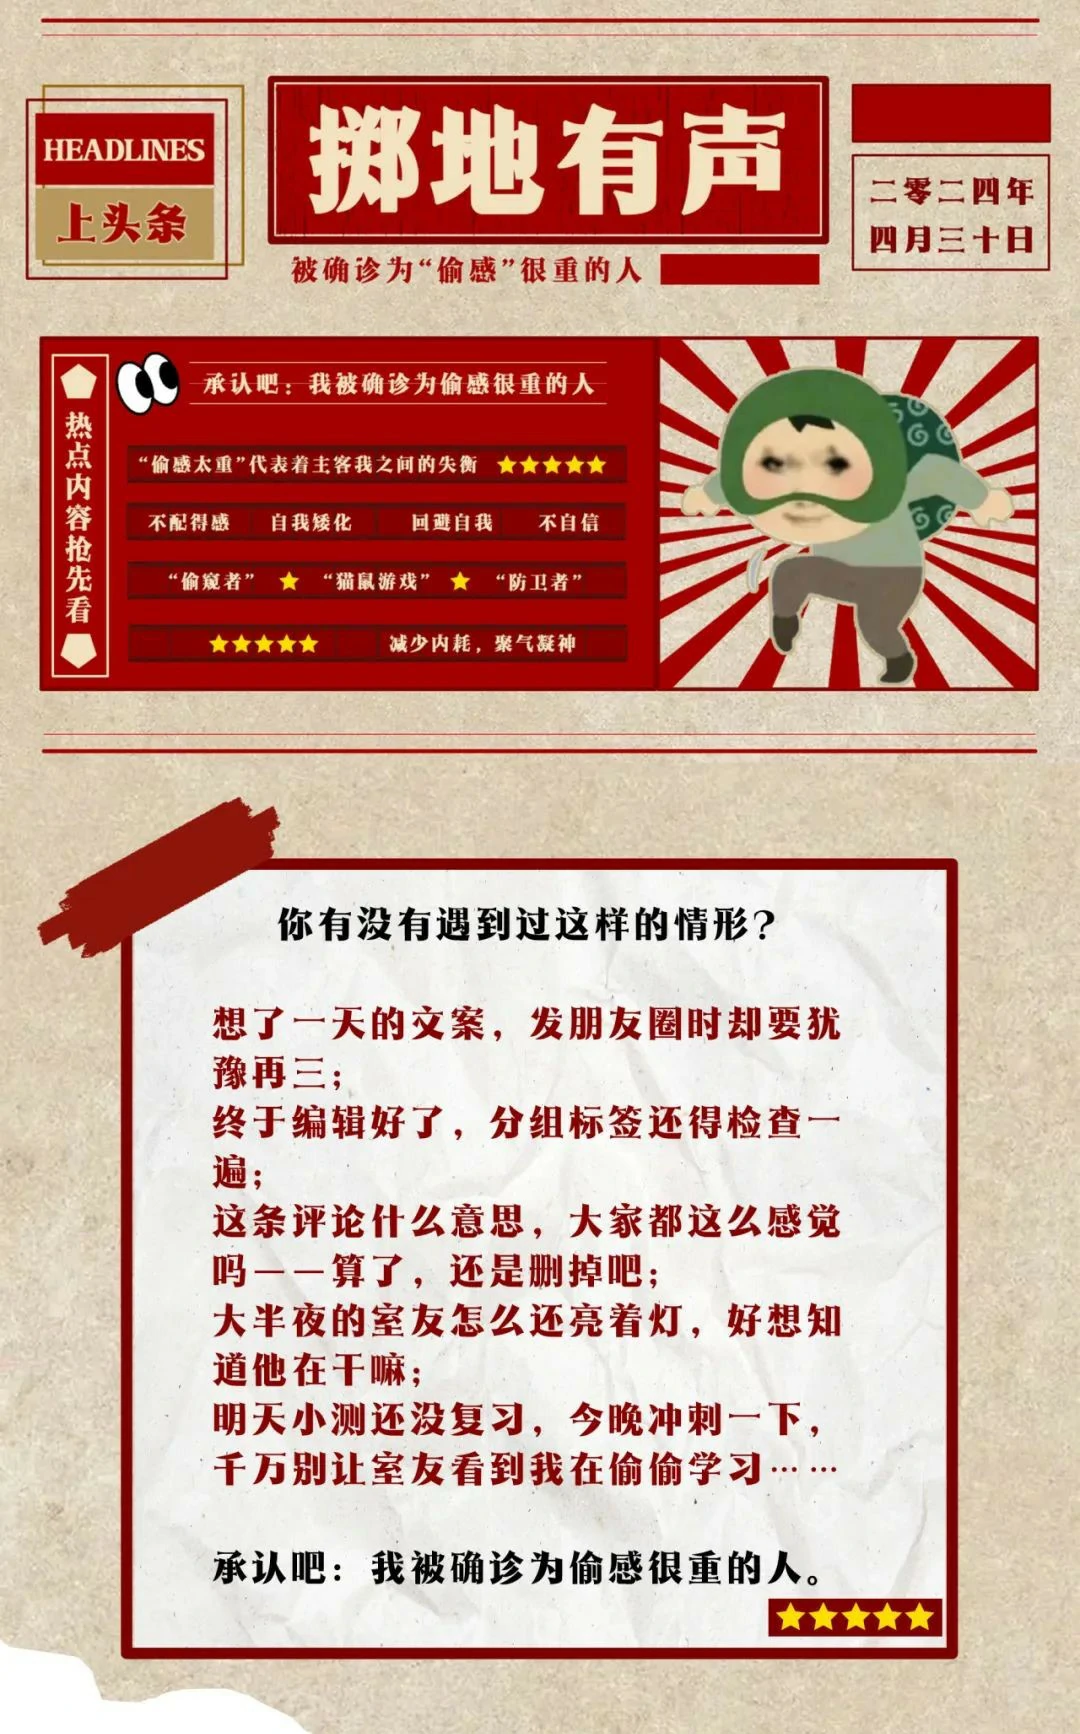 HEADLINES
上头条
掷地有声
被确诊为“偷感”很重的人
二零二四年
四月三十日
热点内容抢先看
承认吧：我被确诊为偷感很重的人
“偷感太重”代表着主客我之间的失衡
不配得感 自我矮化 回避自我 不自信
“偷窥者” “猫鼠游戏” “防卫者”
减少内耗，聚气凝神
你有没有遇到过这样的情形？
想了一天的文案，发朋友圈时却要犹
豫再三；
终于编辑好了，分组标签还得检查一
遍；
这条评论什么意思，大家都这么感觉
吗——算了，还是删掉吧；
大半夜的室友怎么还亮着灯，好想知
道他在干嘛；
明天小测还没复习，今晚冲刺一下，
千万别让室友看到我在偷偷学习……
承认吧：我被确诊为偷感很重的人。